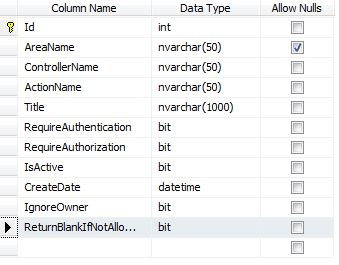 Column Name Data Type Allow Nulls
Id int
AreaName nvarchar(50)
ControllerName nvarchar(50)
ActionName nvarchar(50)
Title nvarchar(1000)
RequireAuthentication bit
RequireAuthorization bit
IsActive bit
CreateDate datetime
IgnoreOwner bit
ReturnBlankIfNotAllo... bit